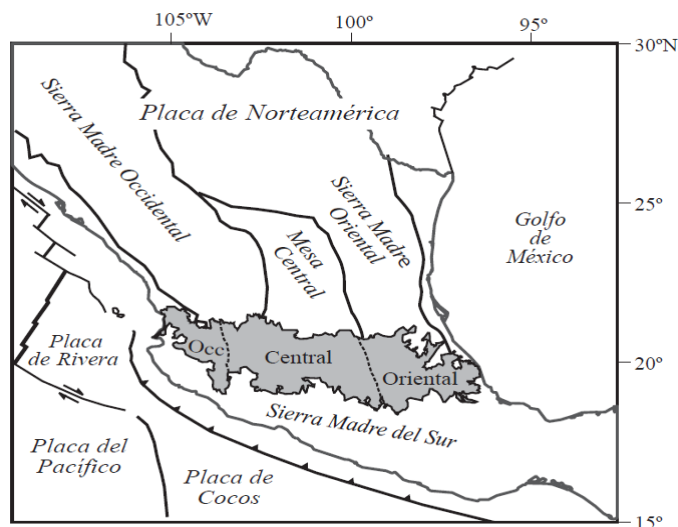 105ºW
100º
95º
30ºN
Placa de Norteamérica
Sierra Madre Occidental
Sierra Madre
Oriental
Mesa
Central
25º
Golfo
de
México
Placa
de Rivera
Occ
Central
Oriental
20º
Sierra Madre del Sur
Placa del
Pacífico
Placa de
Cocos
15º